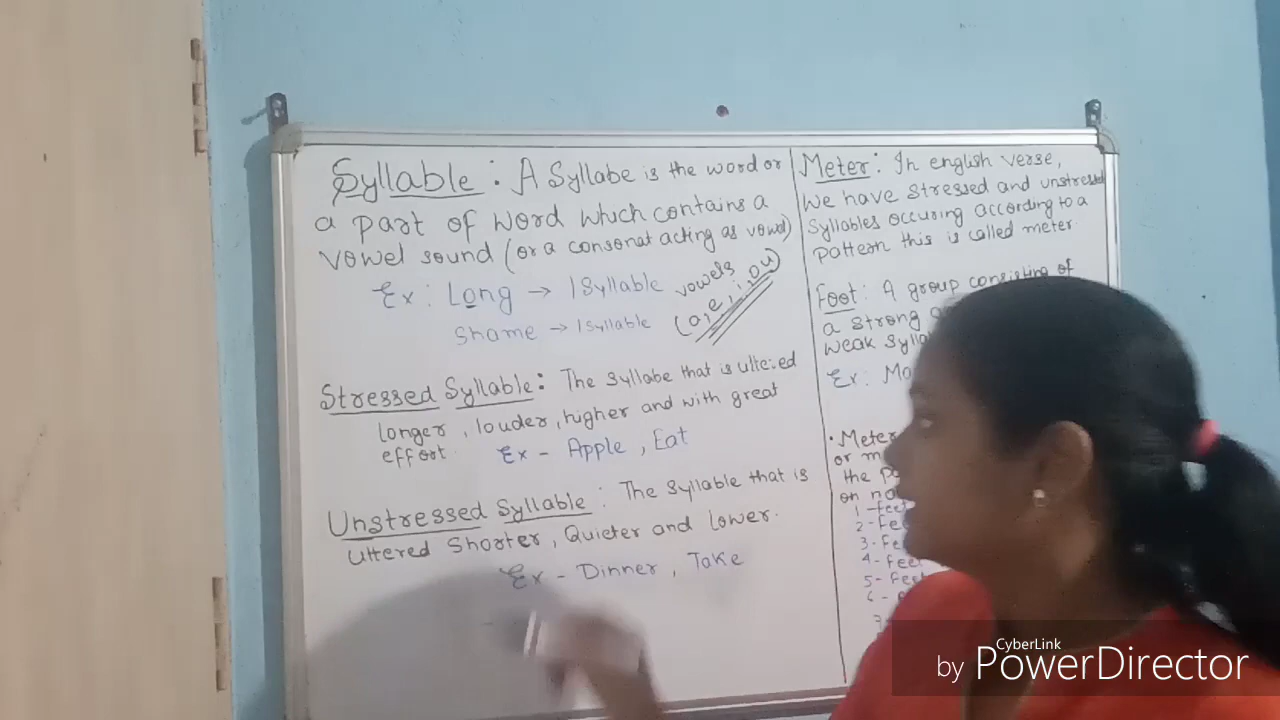 Syllable : A Syllabe is the word or
a part of word which contains a
vowel sound (or a consonat acting as vowel)
Ex : Long → 1 Syllable
vowels
(a, e, i, o, u)
Shame → 1 Syllable
Stressed Syllable : The syllabe that is uttered
longer , louder , higher and with great
effort.
Ex - Apple , Eat
Unstressed Syllable : The syllable that is
uttered Shorter , Quieter and lower.
Ex - Dinner , Take
Meter : In english verse,
we have stressed and unstressed
syllables occuring according to a
pattern this is called meter.
Foot : A group consisting of
a strong
weak
Ex :
• Meter
or
the
on
1 - feet
2 - Fee
3 - Fe
4 - feet
5 - Feet
6 -
7
CyberLink
by PowerDirector